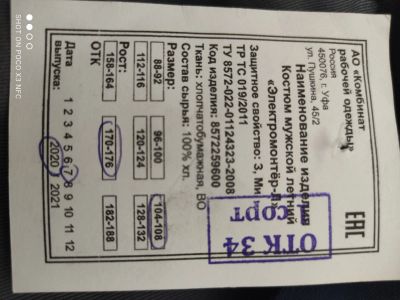 АО «Комбинат
рабочей одежды»
Россия
450076, г. Уфа
ул. Пушкина, 45/2
ЕАС
Наименование изделия
Костюм мужской летний
«Электромонтёр-Л»
Защитное свойство: З, Ми
ТР ТС 019/2011
ТУ 8572-022-01124323-2008
Код изделия: 8572259600
Ткань: хлопчатобумажная, ВО
Состав сырья: 100% хл.
Размер:
88-92 96-100 104-108
112-116 120-124 128-132
Рост:
158-164 170-176 182-188
ОТК
Дата 1 2 3 4 5 6 7 8 9 10 11 12
выпуска: 2020 2021
ОТК 34
сорт
SHOT ON POCO X3 NFC